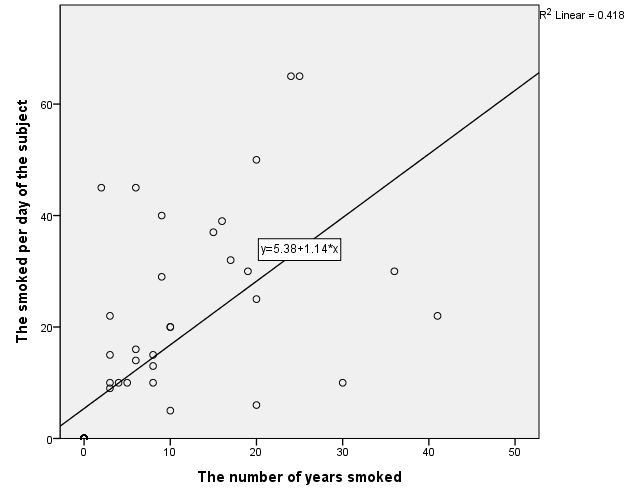 R2 Linear = 0.418
The smoked per day of the subject
60
40
20
0
y=5.38+1.14*x
0 10 20 30 40 50
The number of years smoked